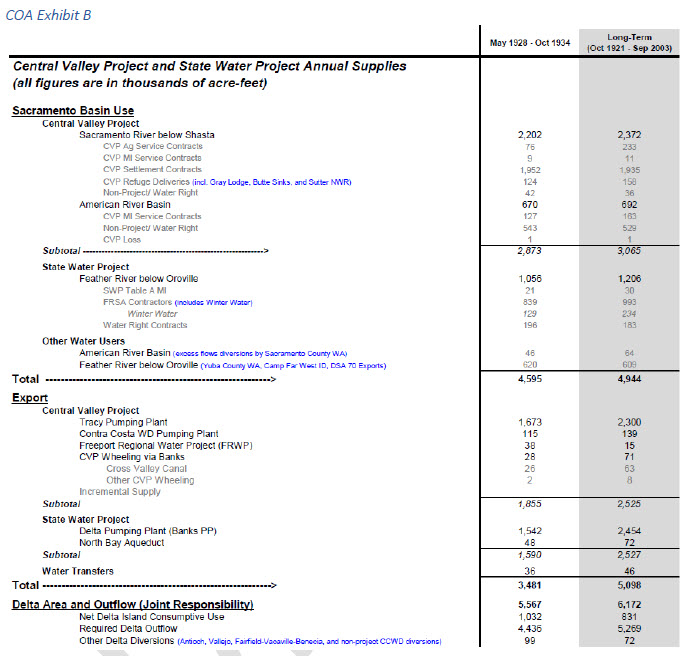 COA Exhibit B
May 1928 - Oct 1934 Long-Term
(Oct 1921 - Sep 2003)
Central Valley Project and State Water Project Annual Supplies
(all figures are in thousands of acre-feet)
Sacramento Basin Use
Central Valley Project
Sacramento River below Shasta 2,202 2,372
CVP Ag Service Contracts 76 233
CVP MI Service Contracts 9 11
CVP Settlement Contracts 1,952 1,935
CVP Refuge Deliveries (incl. Gray Lodge, Butte Sinks, and Sutter NWR) 124 158
Non-Project/ Water Right 42 36
American River Basin 670 692
CVP MI Service Contracts 127 163
Non-Project/ Water Right 543 529
CVP Loss 1 1
Subtotal ----------------------------------------------------------> 2,873 3,065
State Water Project
Feather River below Oroville 1,056 1,206
SWP Table A MI 21 30
FRSA Contractors (includes Winter Water) 839 993
Winter Water 129 234
Water Right Contracts 196 183
Other Water Users
American River Basin (excess flows diversions by Sacramento County WA) 46 64
Feather River below Oroville (Yuba County WA, Camp Far West ID, DSA 70 Exports) 620 609
Total --------------------------------------------------> 4,595 4,944
Export
Central Valley Project
Tracy Pumping Plant 1,673 2,300
Contra Costa WD Pumping Plant 115 139
Freeport Regional Water Project (FRWP) 38 15
CVP Wheeling via Banks 28 71
Cross Valley Canal 26 63
Other CVP Wheeling 2 8
Incremental Supply
Subtotal 1,855 2,525
State Water Project
Delta Pumping Plant (Banks PP) 1,542 2,454
North Bay Aqueduct 48 72
Subtotal 1,590 2,527
Water Transfers 36 46
Total --------------------------------------------------> 3,481 5,098
Delta Area and Outflow (Joint Responsibility) 5,567 6,172
Net Delta Island Consumptive Use 1,032 831
Required Delta Outflow 4,436 5,269
Other Delta Diversions (Antioch, Vallejo, Fairfield-Vacaville-Benecia, and non-project CCWD diversions) 99 72